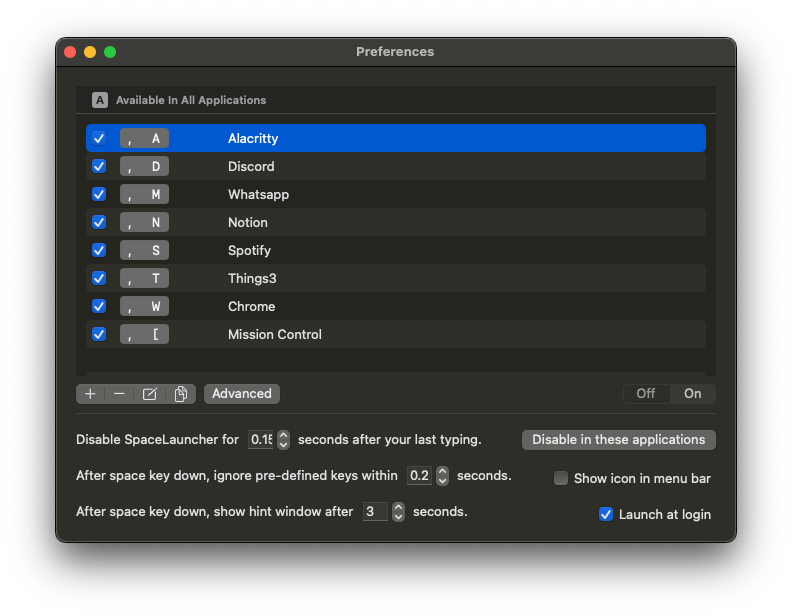 Preferences
A Available In All Applications
, A Alacritty
, D Discord
, M Whatsapp
, N Notion
, S Spotify
, T Things3
, W Chrome
, [ Mission Control
Advanced Off On
Disable SpaceLauncher for 0.15 seconds after your last typing. Disable in these applications
After space key down, ignore pre-defined keys within 0.2 seconds. Show icon in menu bar
After space key down, show hint window after 3 seconds. Launch at login